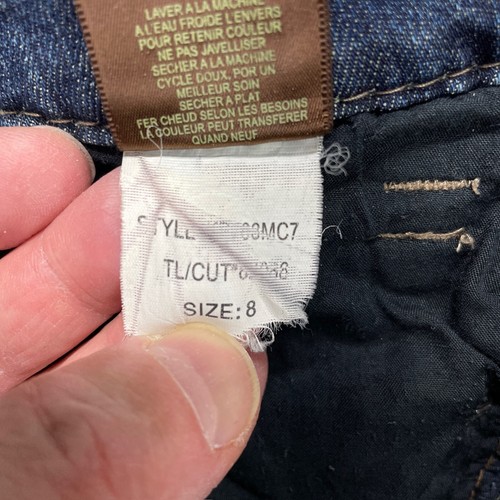 LAVER A LA MACHINE
A L'EAU FROIDE L'ENVERS
POUR RETENIR COULEUR
NE PAS JAVELLISER
SECHER A LA MACHINE
CYCLE DOUX, POR UN
MEILLEUR SOIN
SECHER A PLAT
FER CHEUD SELON LES BESOINS
LA COULEUR PEUT TRANSFERER
QUAND NEUF
STYLE
TL/CUT
SIZE: 8